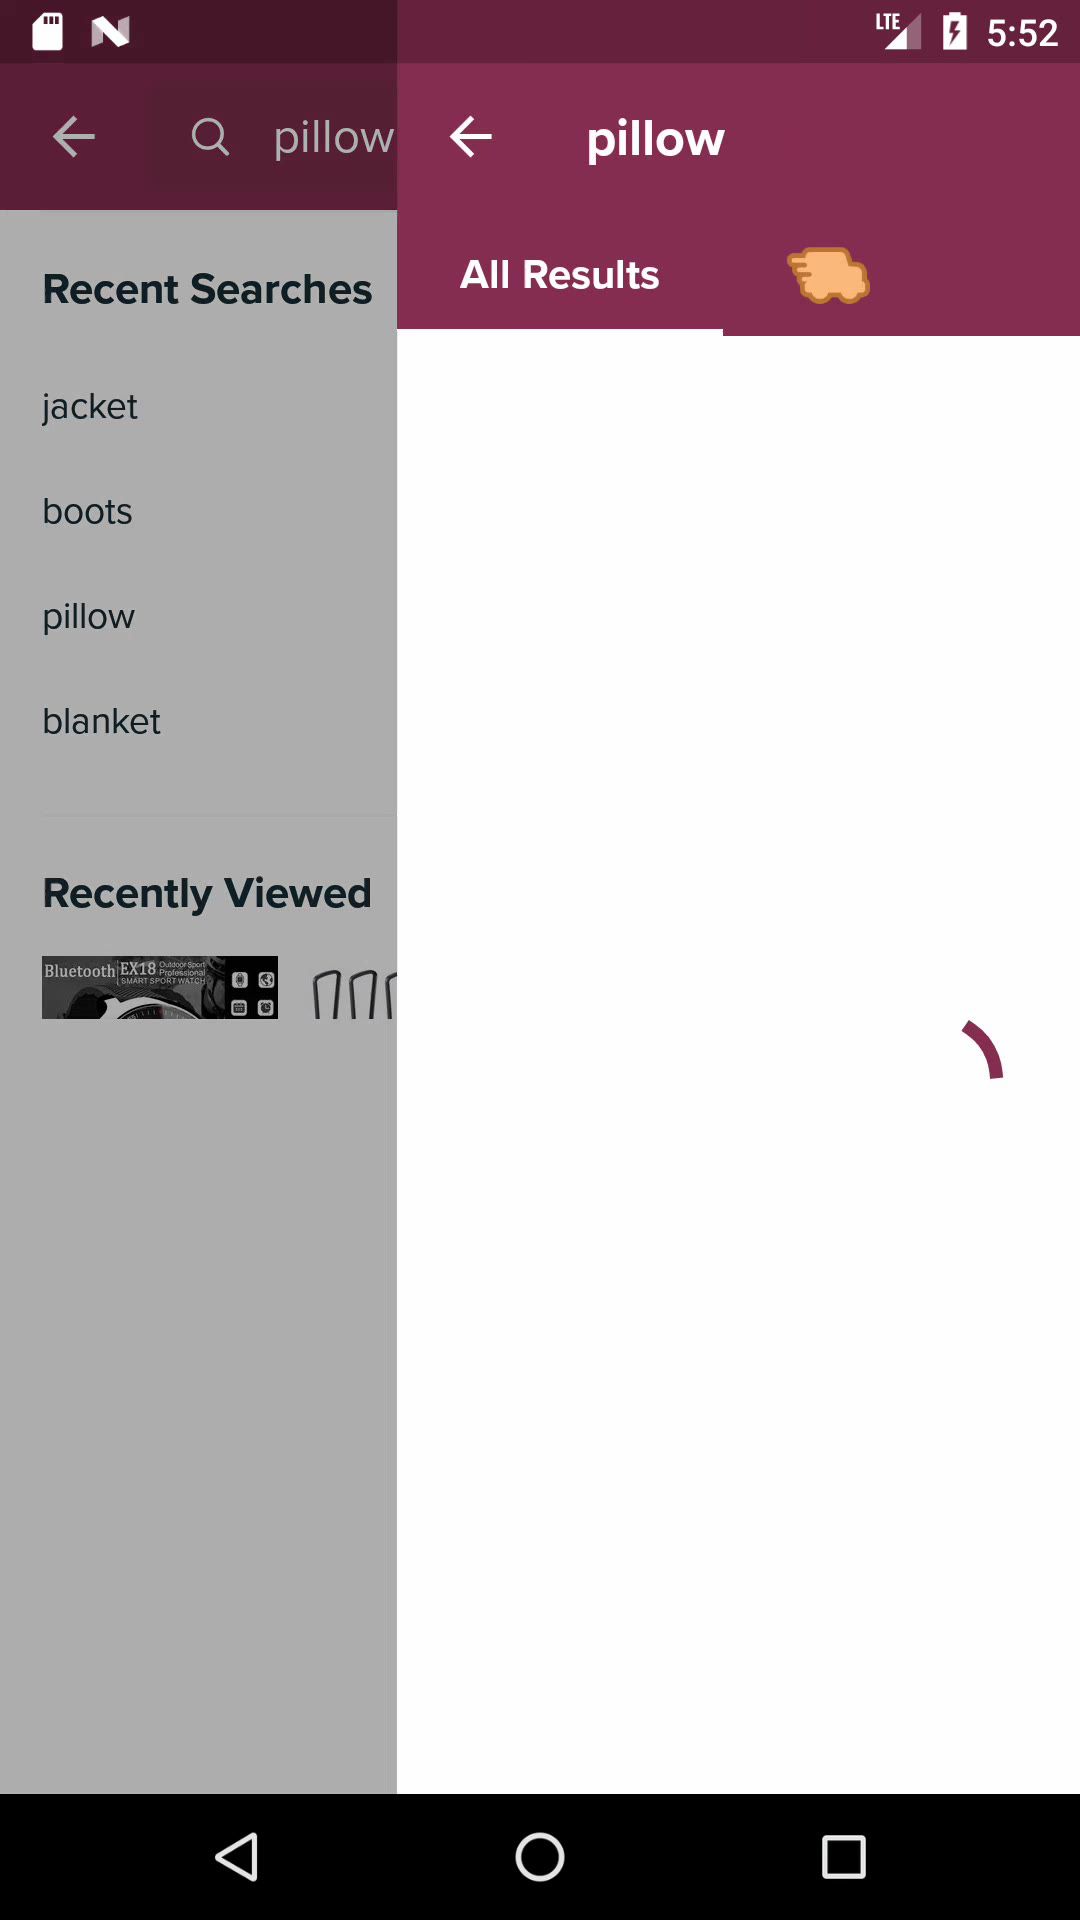 LTE 5:52
pillow
pillow
All Results
Recent Searches
jacket
boots
pillow
blanket
Recently Viewed
Bluetooth EX18 Outdoor Sport
Professional
SMART SPORT WATCH